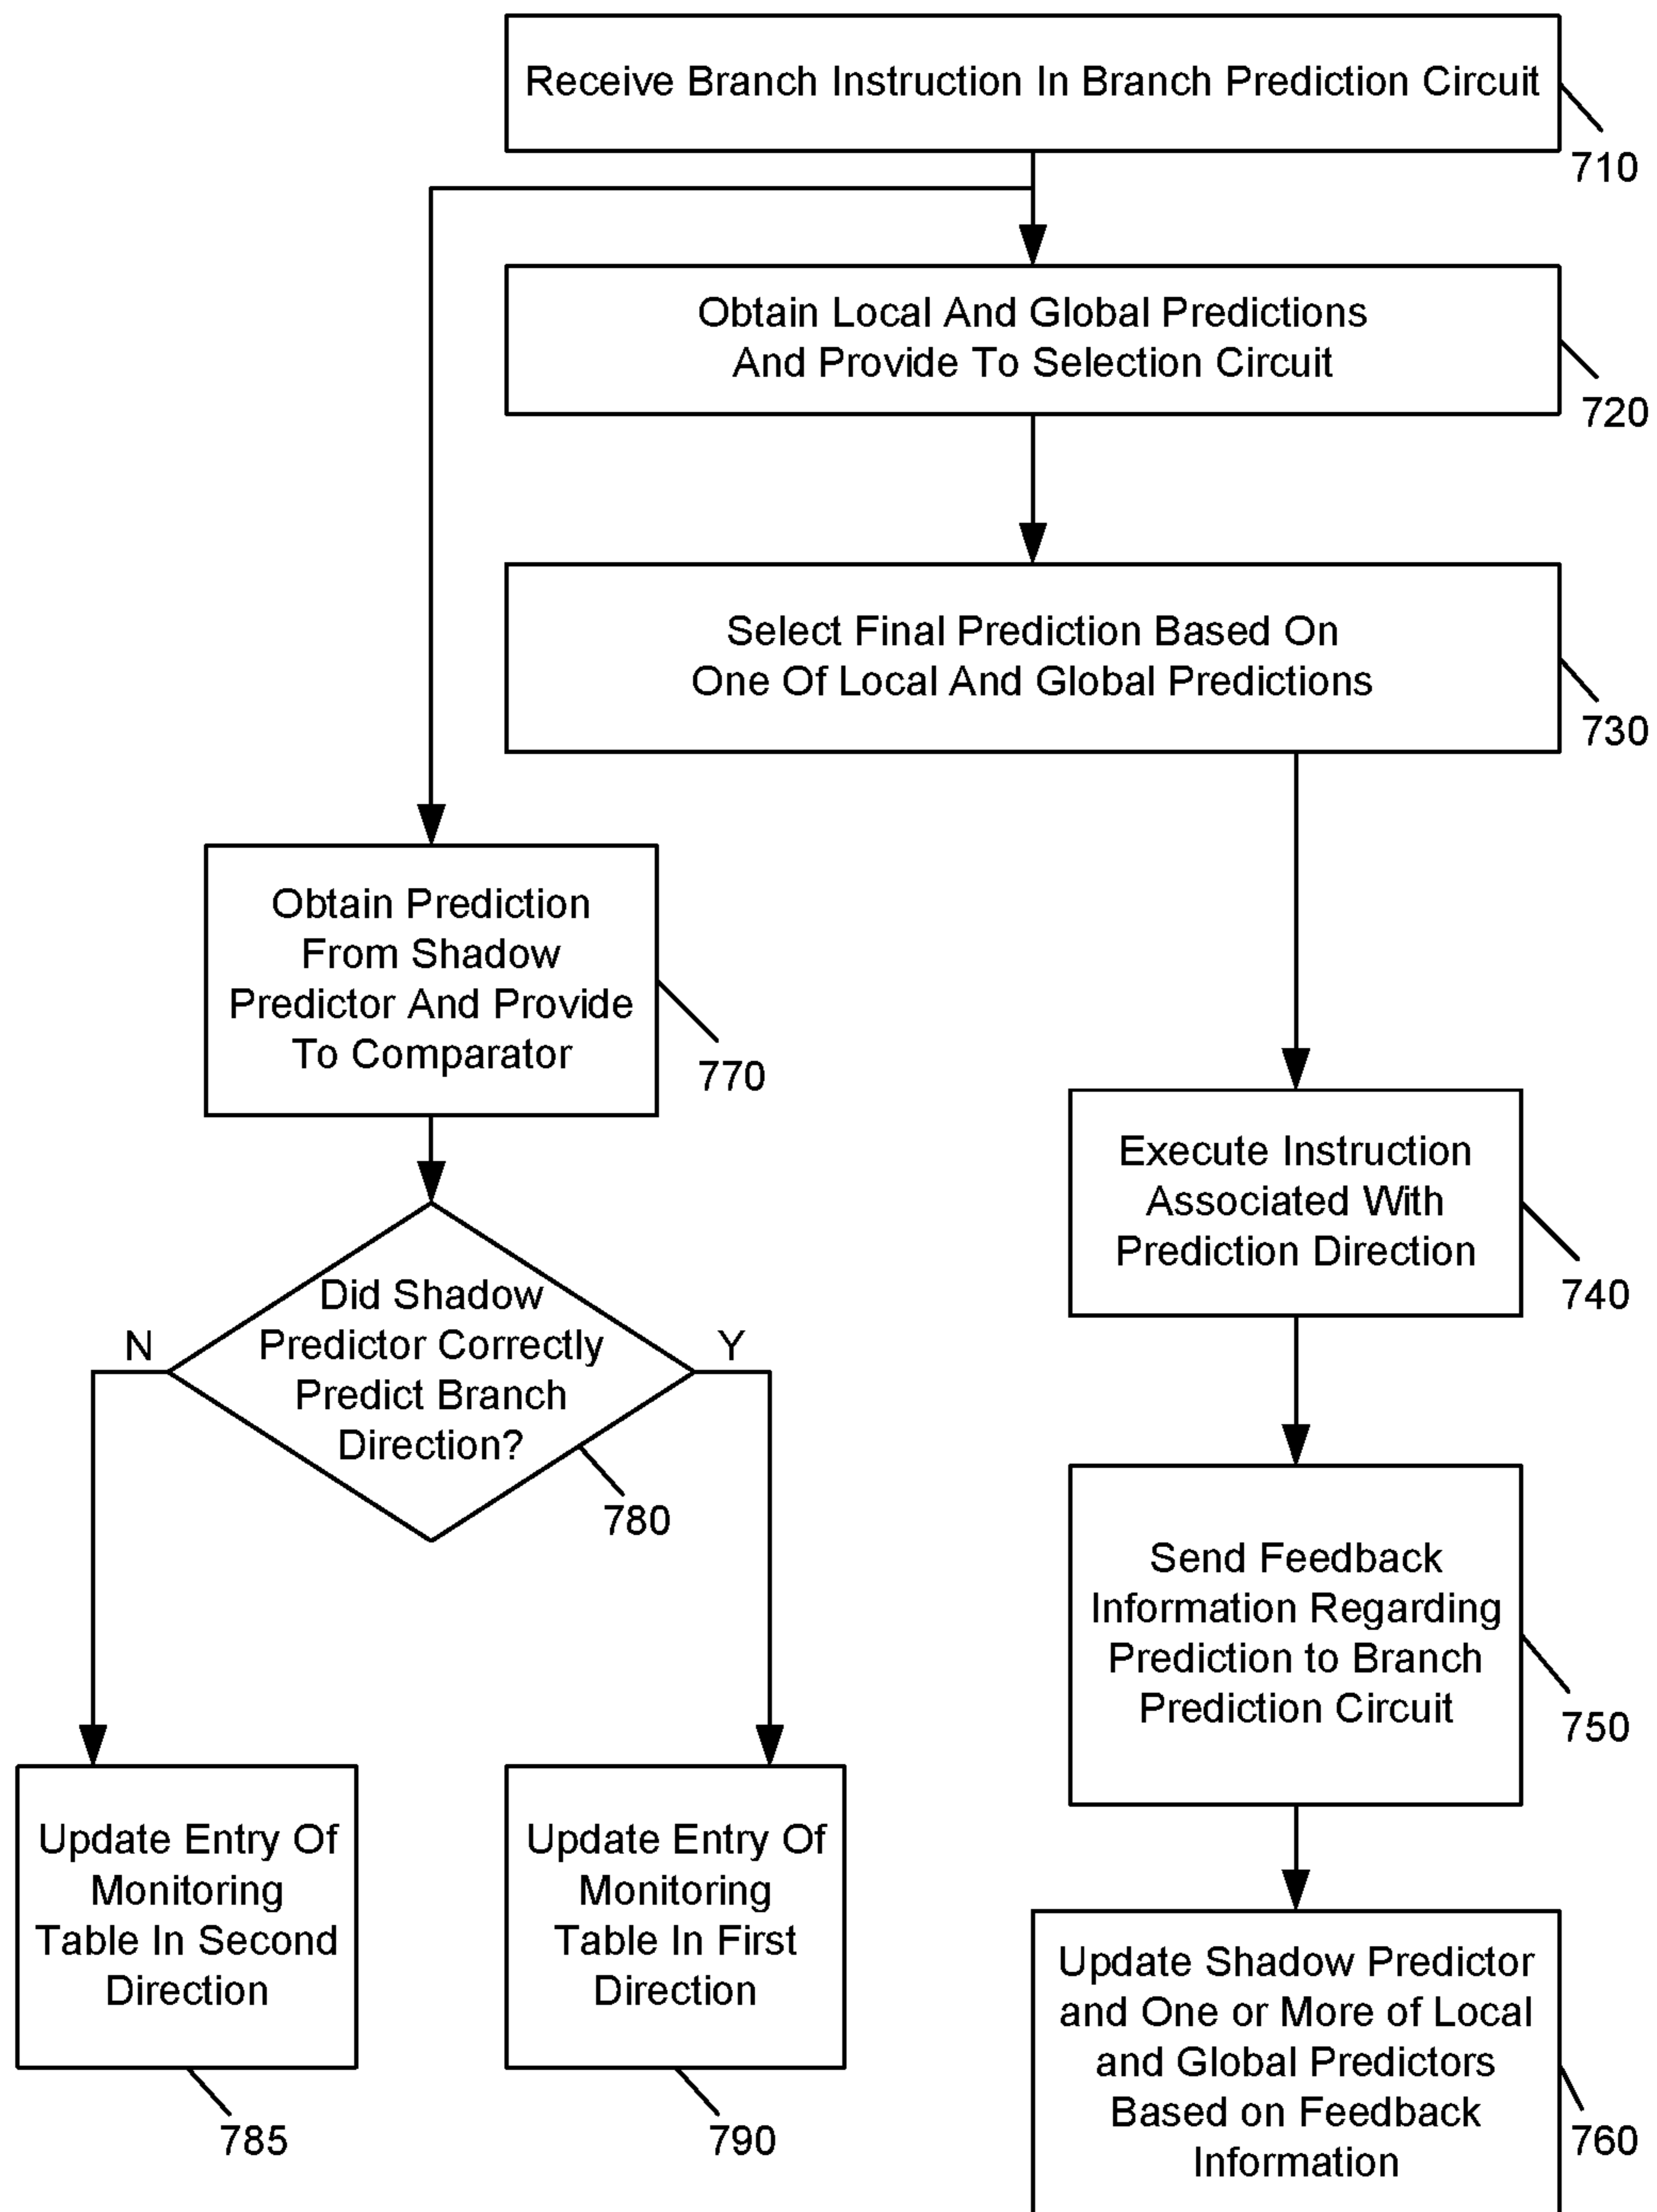 Receive Branch Instruction In Branch Prediction Circuit
710
Obtain Local And Global Predictions
And Provide To Selection Circuit
720
Select Final Prediction Based On
One Of Local And Global Predictions
730
Obtain Prediction
From Shadow
Predictor And Provide
To Comparator
770
Execute Instruction
Associated With
Prediction Direction
740
Did Shadow
Predictor Correctly
Predict Branch
Direction?
N
Y
780
Send Feedback
Information Regarding
Prediction to Branch
Prediction Circuit
750
Update Entry Of
Monitoring
Table In Second
Direction
785
Update Entry Of
Monitoring
Table In First
Direction
790
Update Shadow Predictor
and One or More of Local
and Global Predictors
Based on Feedback
Information
760